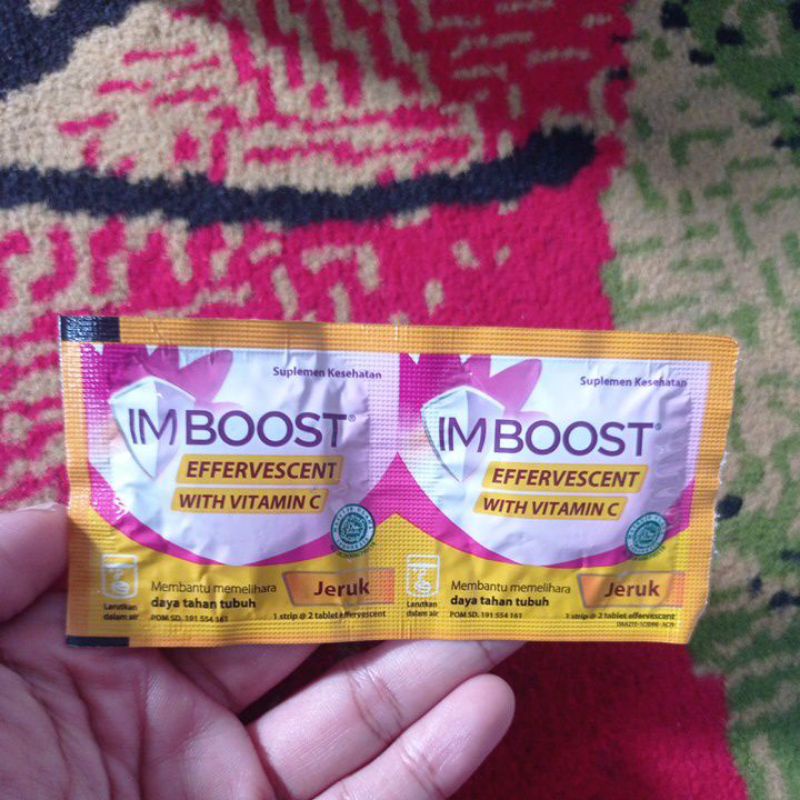 Suplemen Kesehatan
IMBOOST®
EFFERVESCENT
WITH VITAMIN C
Larutkan
dalam air
Membantu memelihara
daya tahan tubuh
POM SD. 191 554 161
Jeruk
1 strip @ 2 tablet effervescent
Suplemen Kesehatan
IMBOOST®
EFFERVESCENT
WITH VITAMIN C
Larutkan
dalam air
Membantu memelihara
daya tahan tubuh
POM SD. 191 554 161
Jeruk
1 strip @ 2 tablet effervescent